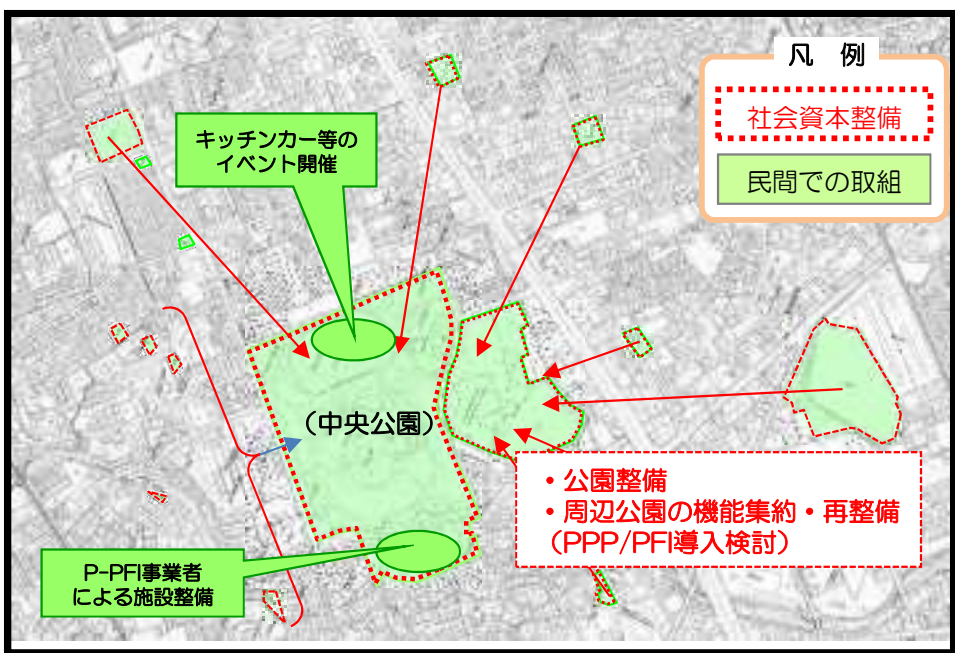 凡 例
社会資本整備
民間での取組
キッチンカー等の
イベント開催
(中央公園)
・公園整備
・周辺公園の機能集約・再整備
(PPP/PFI導入検討)
P-PFI事業者
による施設整備